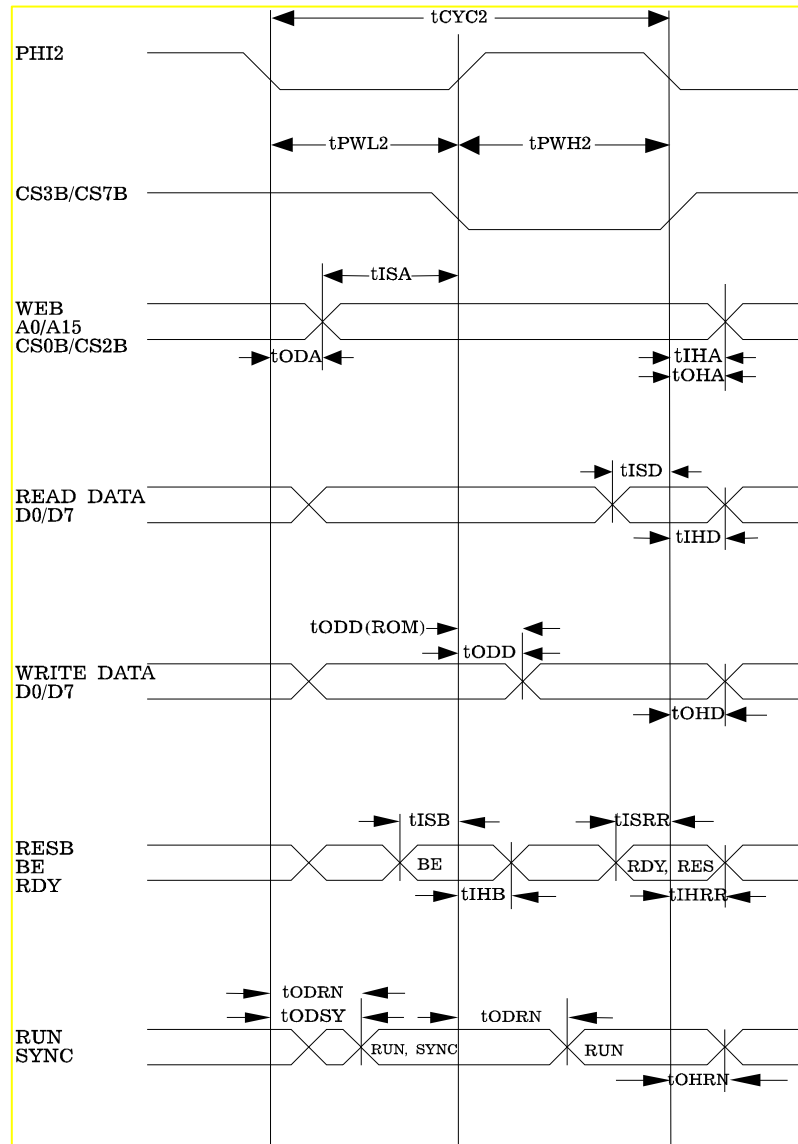 tCYC2
PHI2
tPWL2
tPWH2
CS3B/CS7B
tISA
WEB
A0/A15
CS0B/CS2B
tODA
tIHA
tOHA
tISD
READ DATA
D0/D7
tIHD
tODD(ROM)
tODD
WRITE DATA
D0/D7
tOHD
tISB
tISRR
RESB
BE
RDY
BE
RDY, RES
tIHB
tIHRR
tODRN
tODSY
tODRN
RUN
SYNC
RUN, SYNC
RUN
tOHRN